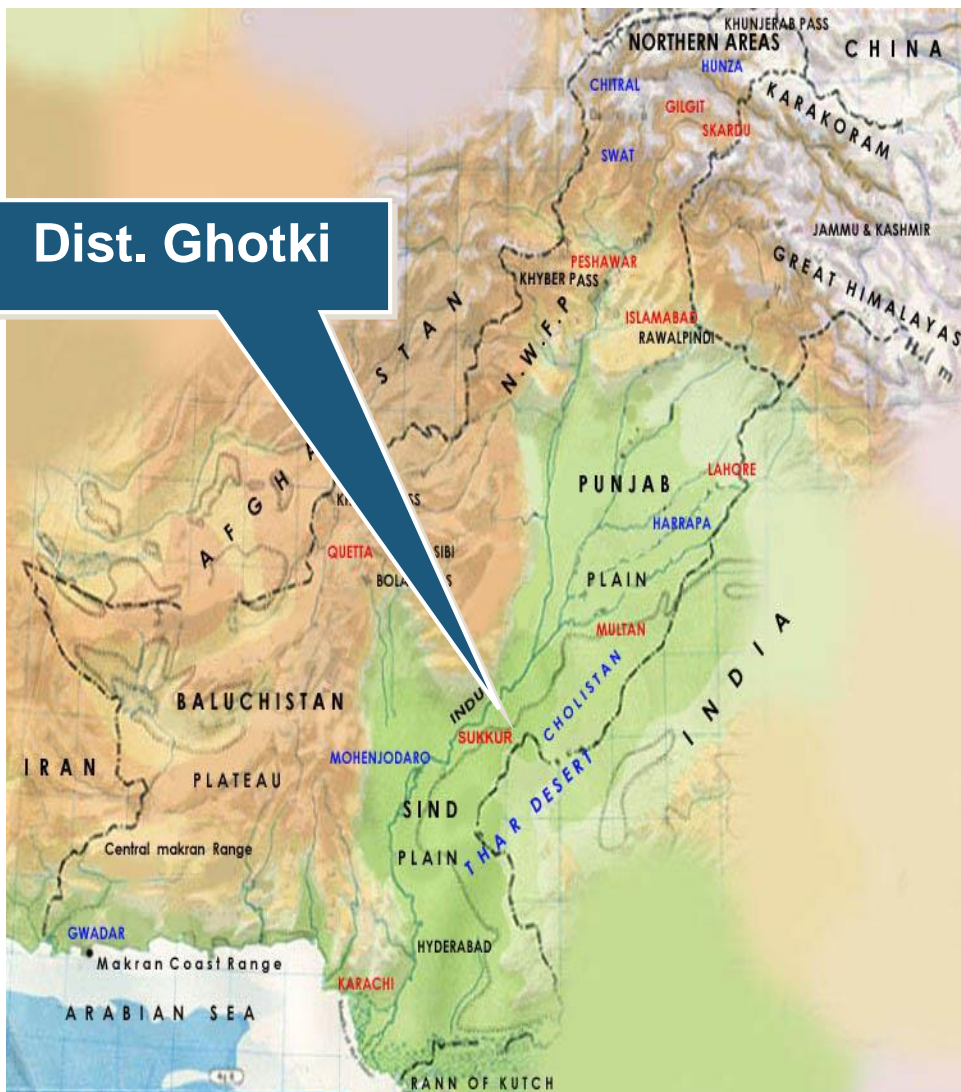 KHUNJERAB PASS
NORTHERN AREAS
CHINA
HUNZA
CHITRAL
GILGIT
KARAKORAM
SKARDU
SWAT
JAMMU & KASHMIR
Dist. Ghotki
PESHAWAR
KHYBER PASS
GREAT HIMALAYAS
ISLAMABAD
RAWALPINDI
N.W.F.P
STAN
AFGHA
LAHORE
PUNJAB
HARRAPA
QUETTA
SIBI
PLAIN
MULTAN
INDIA
CHOLISTAN
BALUCHISTAN
INDU
SUKKUR
MOHENJODARO
IRAN
PLATEAU
THAR DESERT
SIND
PLAIN
Central makran Range
GWADAR
HYDERABAD
Makran Coast Range
KARACHI
ARABIAN SEA
RANN OF KUTCH